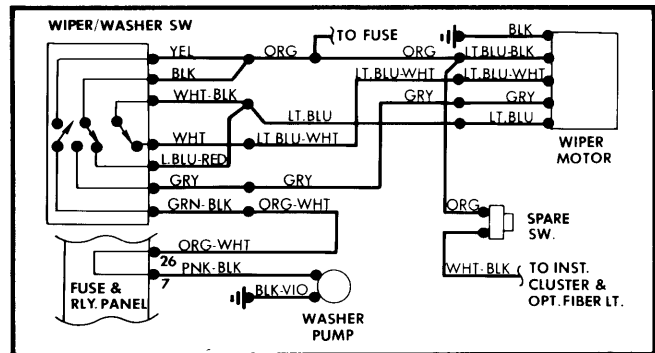 WIPER/WASHER SW
YEL
ORG
TO FUSE
ORG
BLK
LT.BLU-BLK
BLK
LT.BLU-WHT
LT.BLU-WHT
WHT-BLK
GRY
GRY
LT.BLU
LT.BLU
WHT
LT BLU-WHT
WIPER
MOTOR
L.BLU-RED
GRY
GRY
GRN-BLK
ORG-WHT
ORG
SPARE
SW.
ORG-WHT
26
PNK-BLK
7
WHT-BLK
TO INST.
CLUSTER &
OPT.FIBER LT.
FUSE &
RLY. PANEL
BLK-VIO
WASHER
PUMP